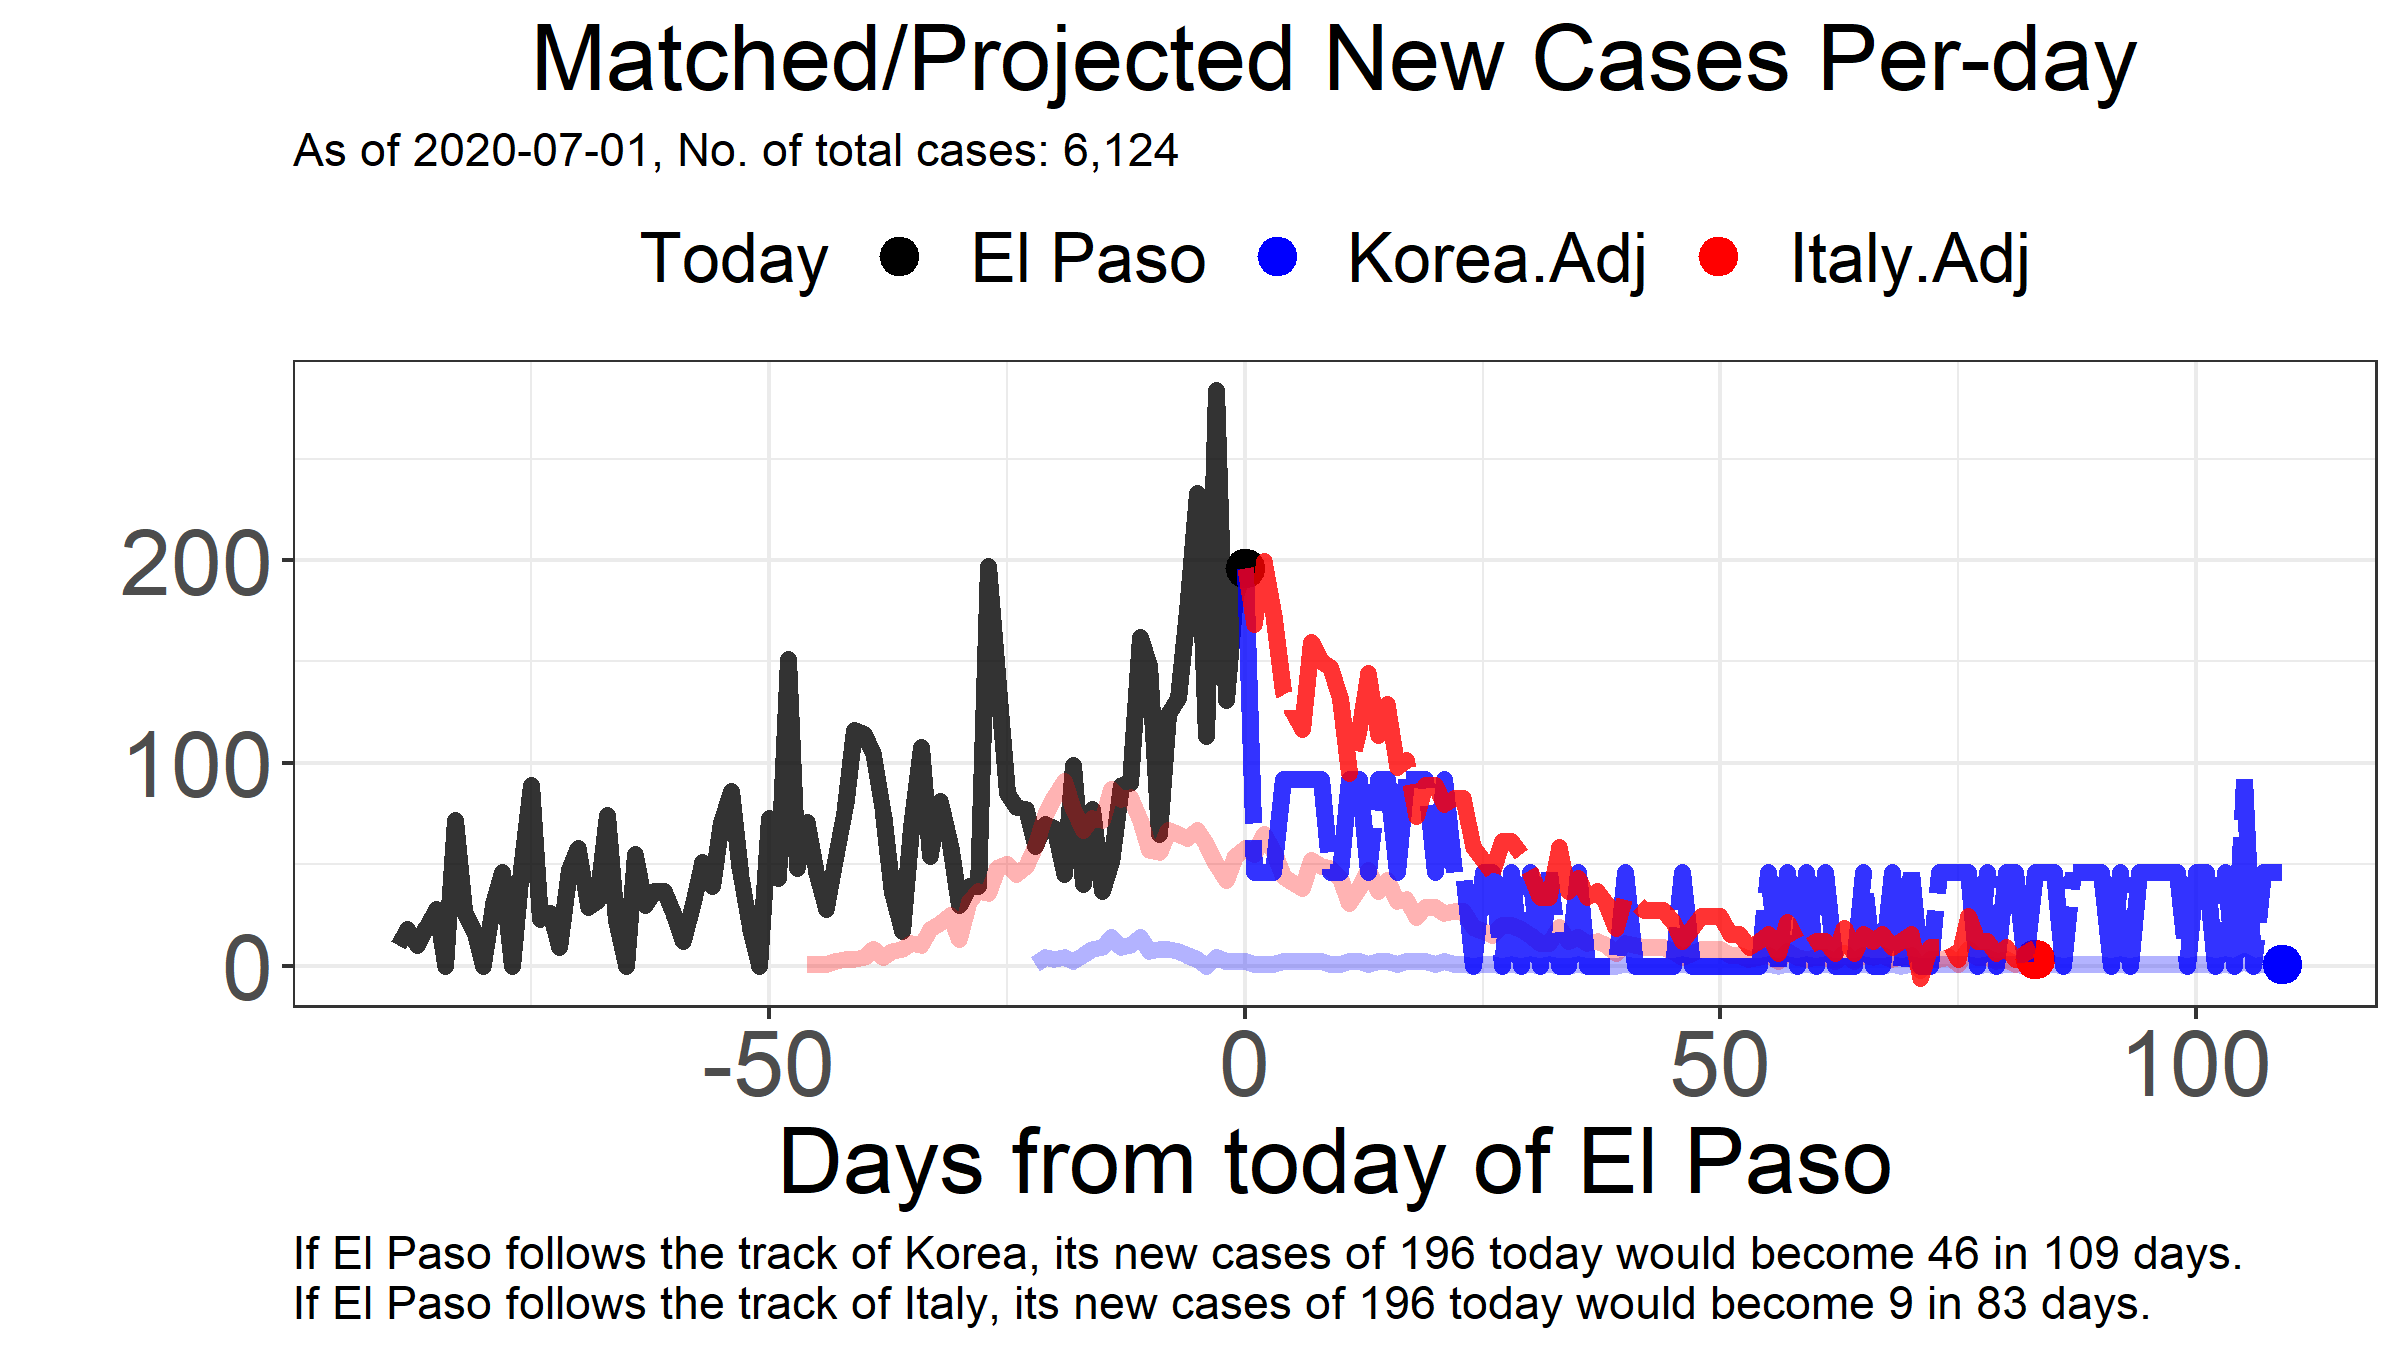 Matched/Projected New Cases Per-day
As of 2020-07-01, No. of total cases: 6,124
Today El Paso Korea.Adj Italy.Adj
200
100
0
-50 0 50 100
Days from today of El Paso
If El Paso follows the track of Korea, its new cases of 196 today would become 46 in 109 days.
If El Paso follows the track of Italy, its new cases of 196 today would become 9 in 83 days.